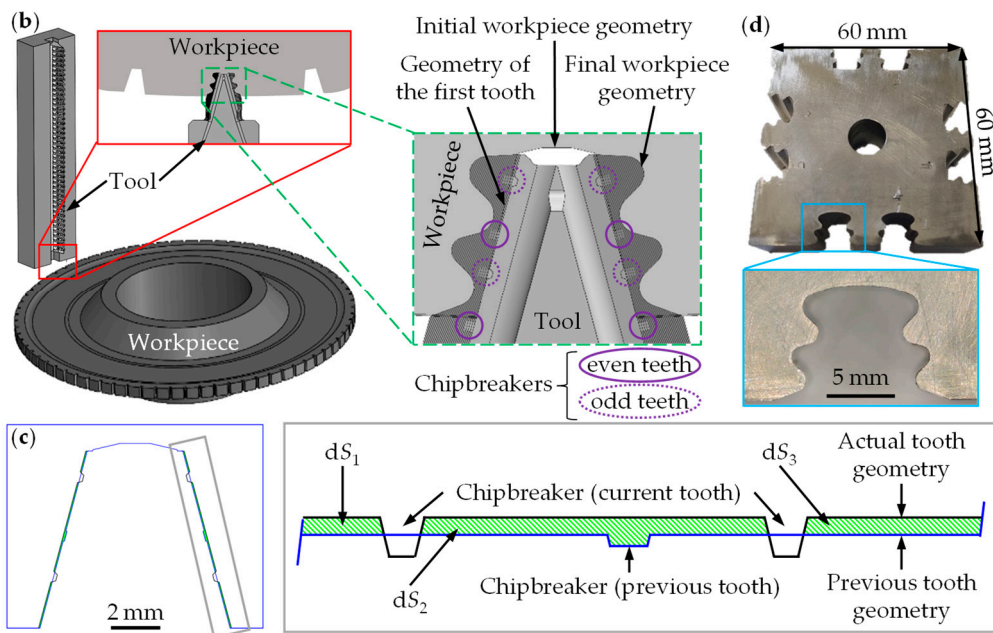 (b)
Workpiece
Tool
Workpiece
Initial workpiece geometry
Geometry of
the first tooth
Final workpiece
geometry
Workpiece
Tool
Chipbreakers
even teeth
odd teeth
(d)
60 mm
60 mm
5 mm
(c)
2 mm
dS1
Chipbreaker (current tooth)
dS3
Actual tooth
geometry
dS2
Chipbreaker (previous tooth)
Previous tooth
geometry